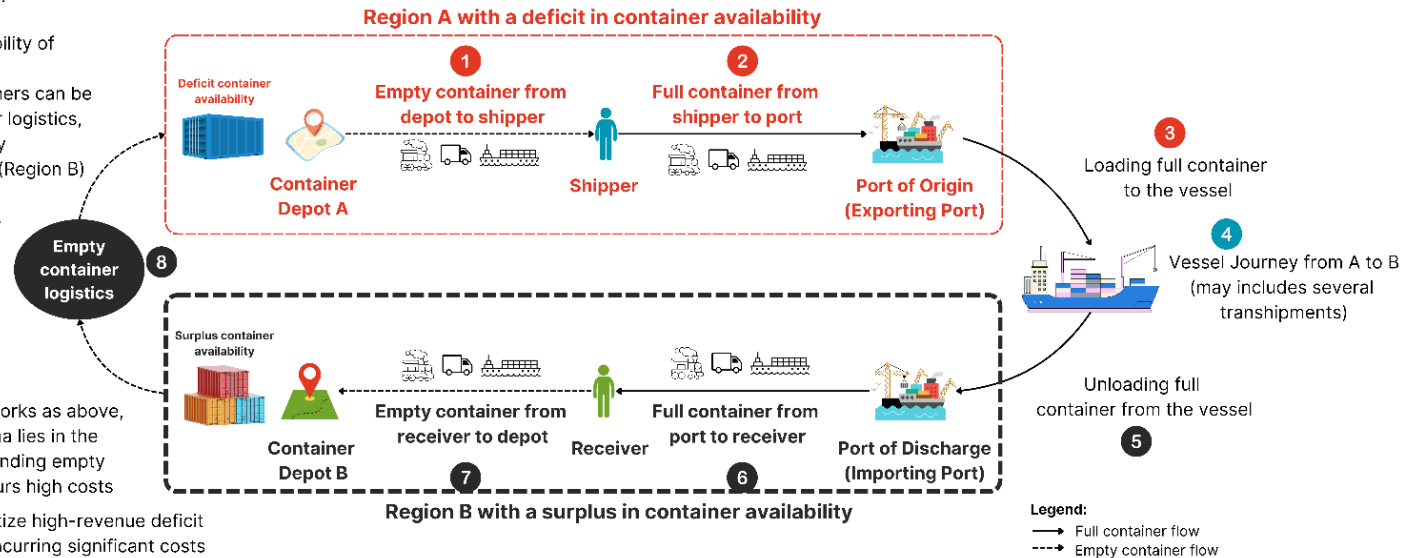 bility of
ners can be
r logistics,
y
(Region B)
Region A with a deficit in container availability
Deficit container
availability
Container
Depot A
1
Empty container from
depot to shipper
Shipper
2
Full container from
shipper to port
Port of Origin
(Exporting Port)
3
Loading full container
to the vessel
4
Vessel Journey from A to B
(may includes several
transhipments)
Unloading full
container from the vessel
5
Port of Discharge
(Importing Port)
Full container from
port to receiver
6
Receiver
Empty container from
receiver to depot
7
Surplus container
availability
Container
Depot B
Region B with a surplus in container availability
Empty
container
logistics
8
orks as above,
na lies in the
nding empty
urs high costs
tize high-revenue deficit
ncurring significant costs
Legend:
Full container flow
Empty container flow